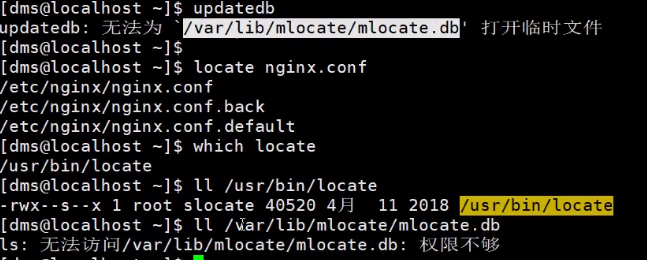 [dms@localhost ~]$ updatedb
updatedb: 无法为 `/var/lib/mlocate/mlocate.db' 打开临时文件
[dms@localhost ~]$
[dms@localhost ~]$ locate nginx.conf
/etc/nginx/nginx.conf
/etc/nginx/nginx.conf.back
/etc/nginx/nginx.conf.default
[dms@localhost ~]$ which locate
/usr/bin/locate
[dms@localhost ~]$ ll /usr/bin/locate
-rwx--s--x 1 root slocate 40520 4月  11 2018 /usr/bin/locate
[dms@localhost ~]$ ll /var/lib/mlocate/mlocate.db
ls: 无法访问/var/lib/mlocate/mlocate.db: 权限不够